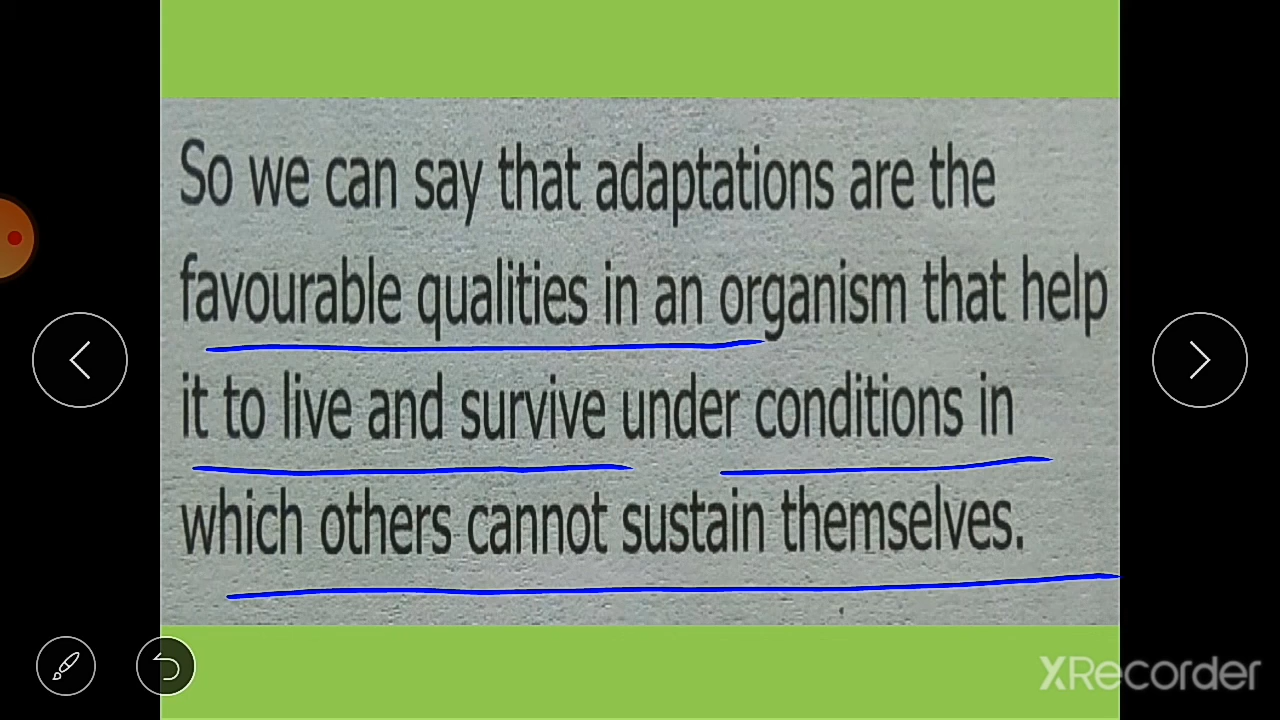 So we can say that adaptations are the
favourable qualities in an organism that help
it to live and survive under conditions in
which others cannot sustain themselves.
XRecorder